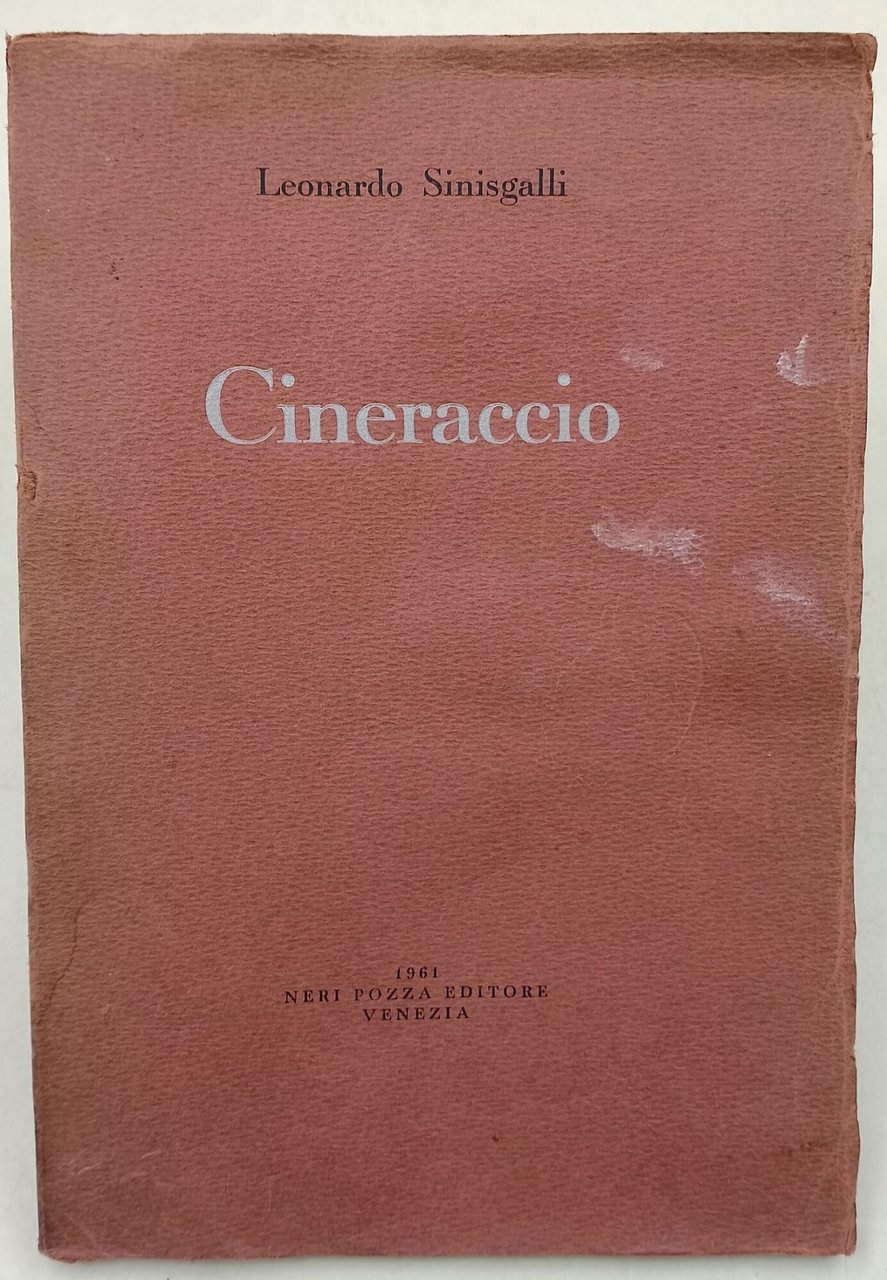 Leonardo Sinisgalli
Cineraccio
1961
NERI POZZA EDITORE
VENEZIA